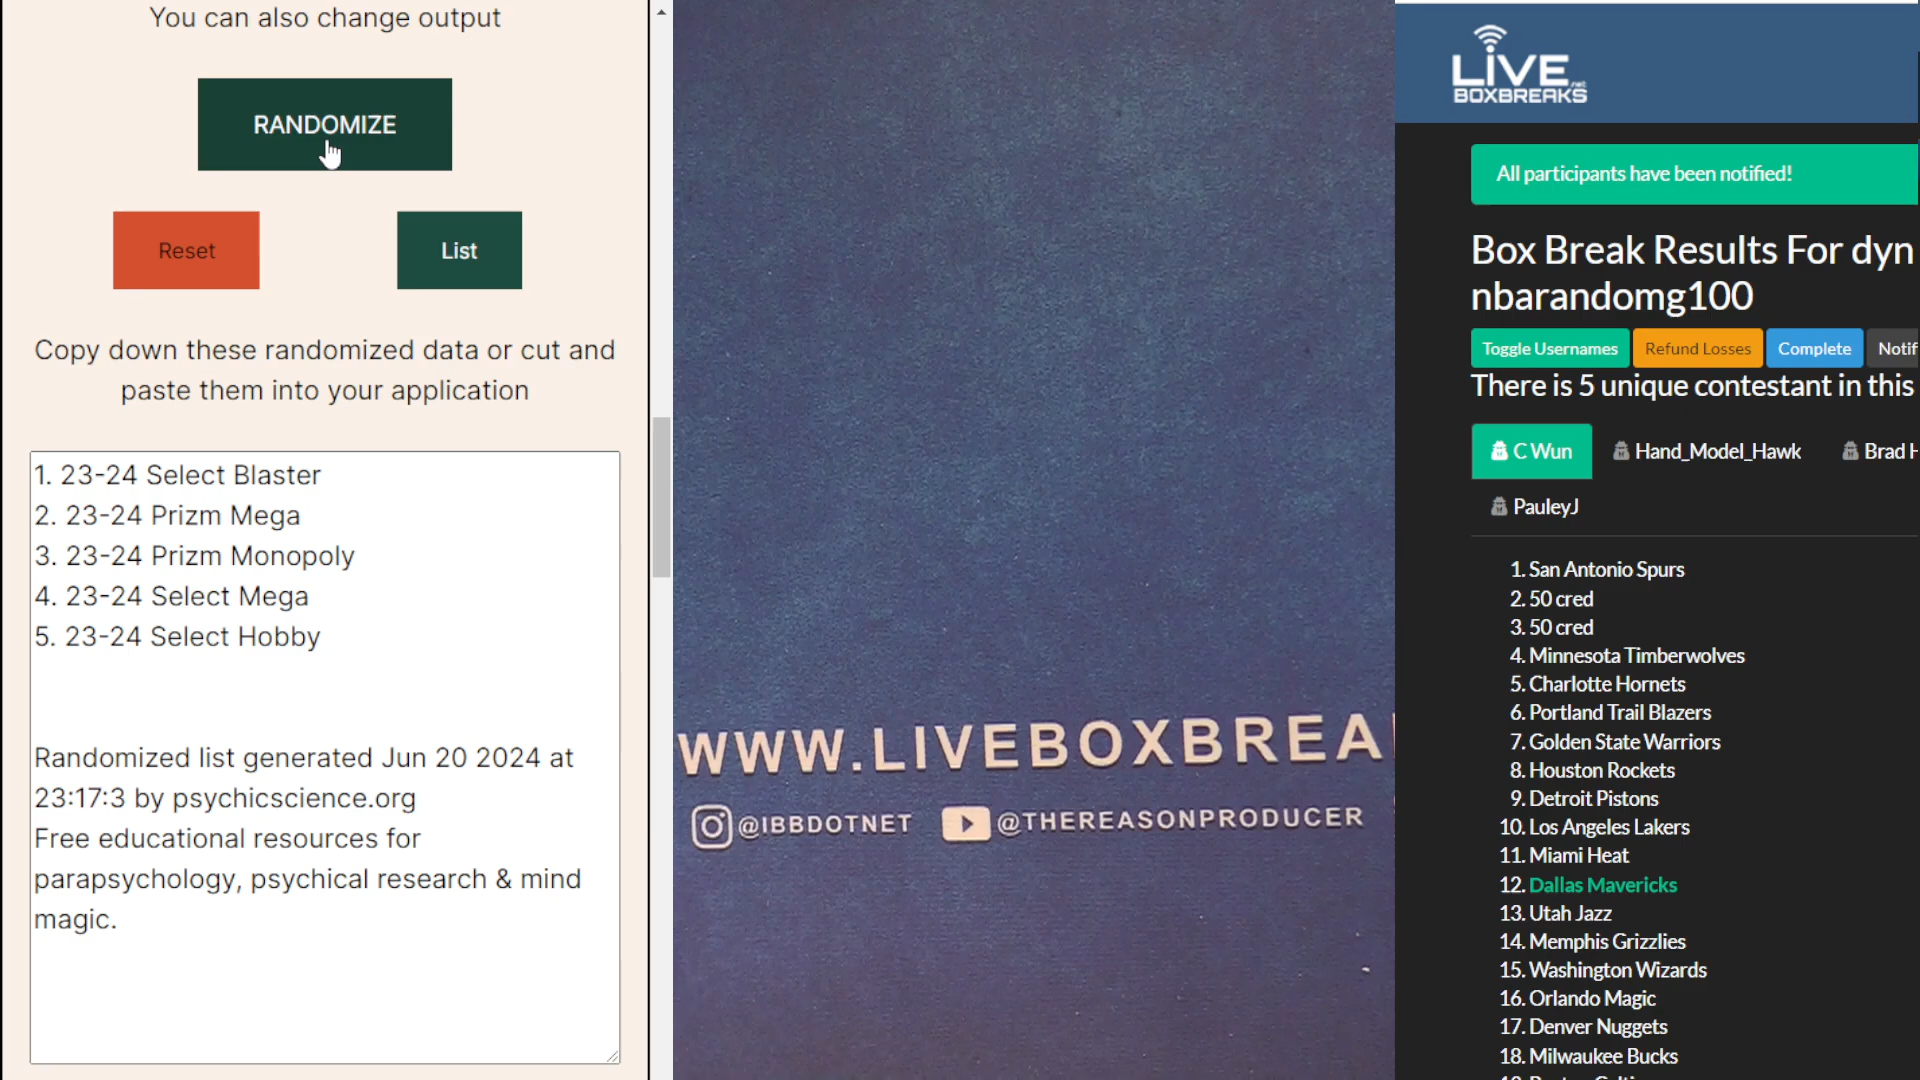 You can also change output
RANDOMIZE
Reset
List
Copy down these randomized data or cut and
paste them into your application
1. 23-24 Select Blaster
2. 23-24 Prizm Mega
3. 23-24 Prizm Monopoly
4. 23-24 Select Mega
5. 23-24 Select Hobby
Randomized list generated Jun 20 2024 at
23:17:3 by psychicscience.org
Free educational resources for
parapsychology, psychical research & mind
magic.
WWW.LIVEBOXBREA
@IBBDOTNET @THEREASONPRODUCER
LIVE.net
BOXBREAKS
All participants have been notified!
Box Break Results For dyn
nbarandomg100
Toggle Usernames Refund Losses Complete Notif
There is 5 unique contestant in this
C Wun Hand_Model_Hawk Brad H
PauleyJ
1. San Antonio Spurs
2. 50 cred
3. 50 cred
4. Minnesota Timberwolves
5. Charlotte Hornets
6. Portland Trail Blazers
7. Golden State Warriors
8. Houston Rockets
9. Detroit Pistons
10. Los Angeles Lakers
11. Miami Heat
12. Dallas Mavericks
13. Utah Jazz
14. Memphis Grizzlies
15. Washington Wizards
16. Orlando Magic
17. Denver Nuggets
18. Milwaukee Bucks